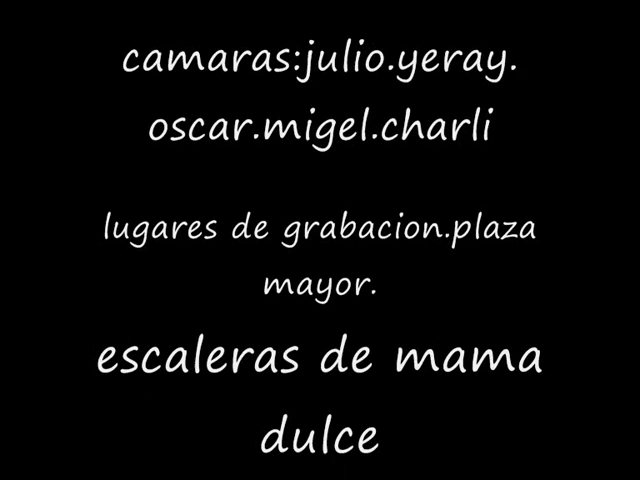 camaras:julio.yeray.
oscar.migel.charli
lugares de grabacion.plaza
mayor.
escaleras de mama
dulce